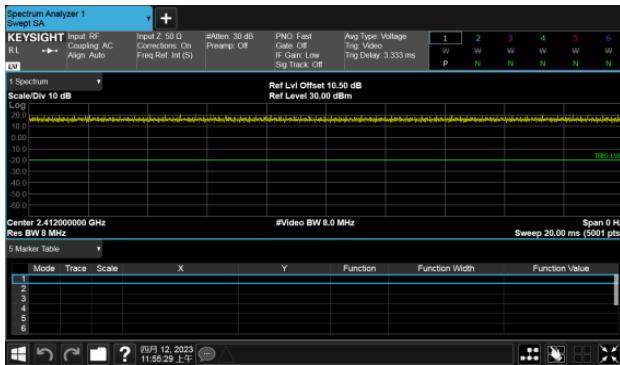 Spectrum Analyzer 1
Swept SA
+
KEYSIGHT
RL
LXI
Input: RF
Coupling: AC
Align: Auto
Input Z: 50 Ω
Corrections: On
Freq Ref: Int (S)
#Atten: 30 dB
Preamp: Off
PNO: Fast
Gate: Off
IF Gain: Low
Sig Track: Off
Avg Type: Voltage
Trig: Video
Trig Delay: 3.333 ms
1 2 3 4 5 6
W W W W W W
P N N N N N
1 Spectrum
Scale/Div 10 dB
Ref Lvl Offset 10.50 dB
Ref Level 30.00 dBm
Log
20.0
10.0
0.00
-10.0
-20.0
TRIG LVL
-30.0
-40.0
-50.0
-60.0
Center 2.412000000 GHz
Res BW 8 MHz
#Video BW 8.0 MHz
Span 0 Hz
Sweep 20.00 ms (5001 pts
5 Marker Table
Mode Trace Scale X Y Function Function Width Function Value
1
2
3
4
5
6
?
四月 12, 2023
11:55:29 上午